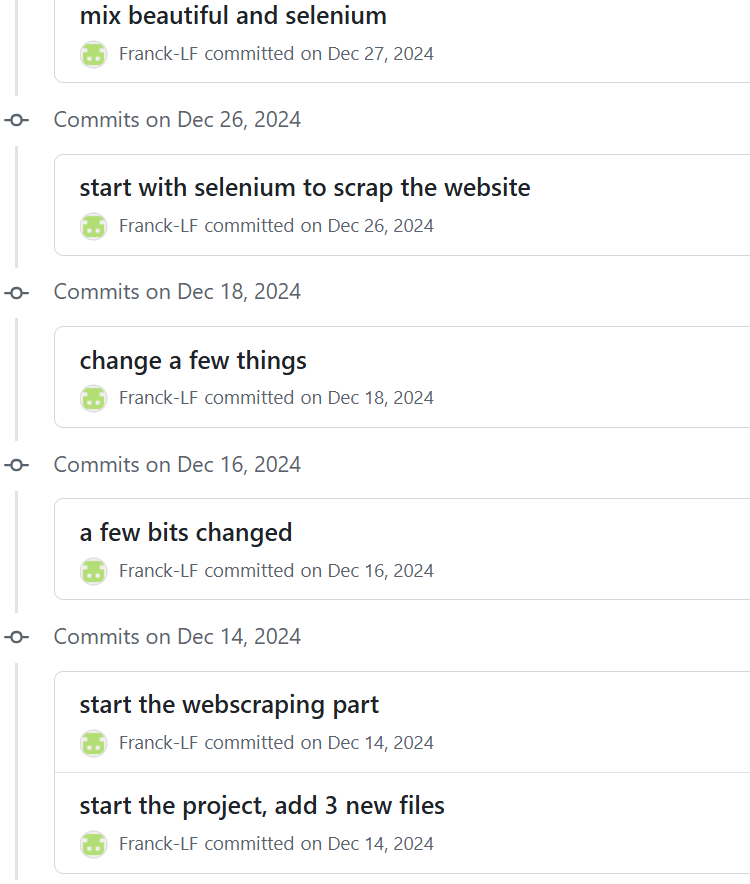 mix beautiful and selenium
Franck-LF committed on Dec 27, 2024
Commits on Dec 26, 2024
start with selenium to scrap the website
Franck-LF committed on Dec 26, 2024
Commits on Dec 18, 2024
change a few things
Franck-LF committed on Dec 18, 2024
Commits on Dec 16, 2024
a few bits changed
Franck-LF committed on Dec 16, 2024
Commits on Dec 14, 2024
start the webscraping part
Franck-LF committed on Dec 14, 2024
start the project, add 3 new files
Franck-LF committed on Dec 14, 2024